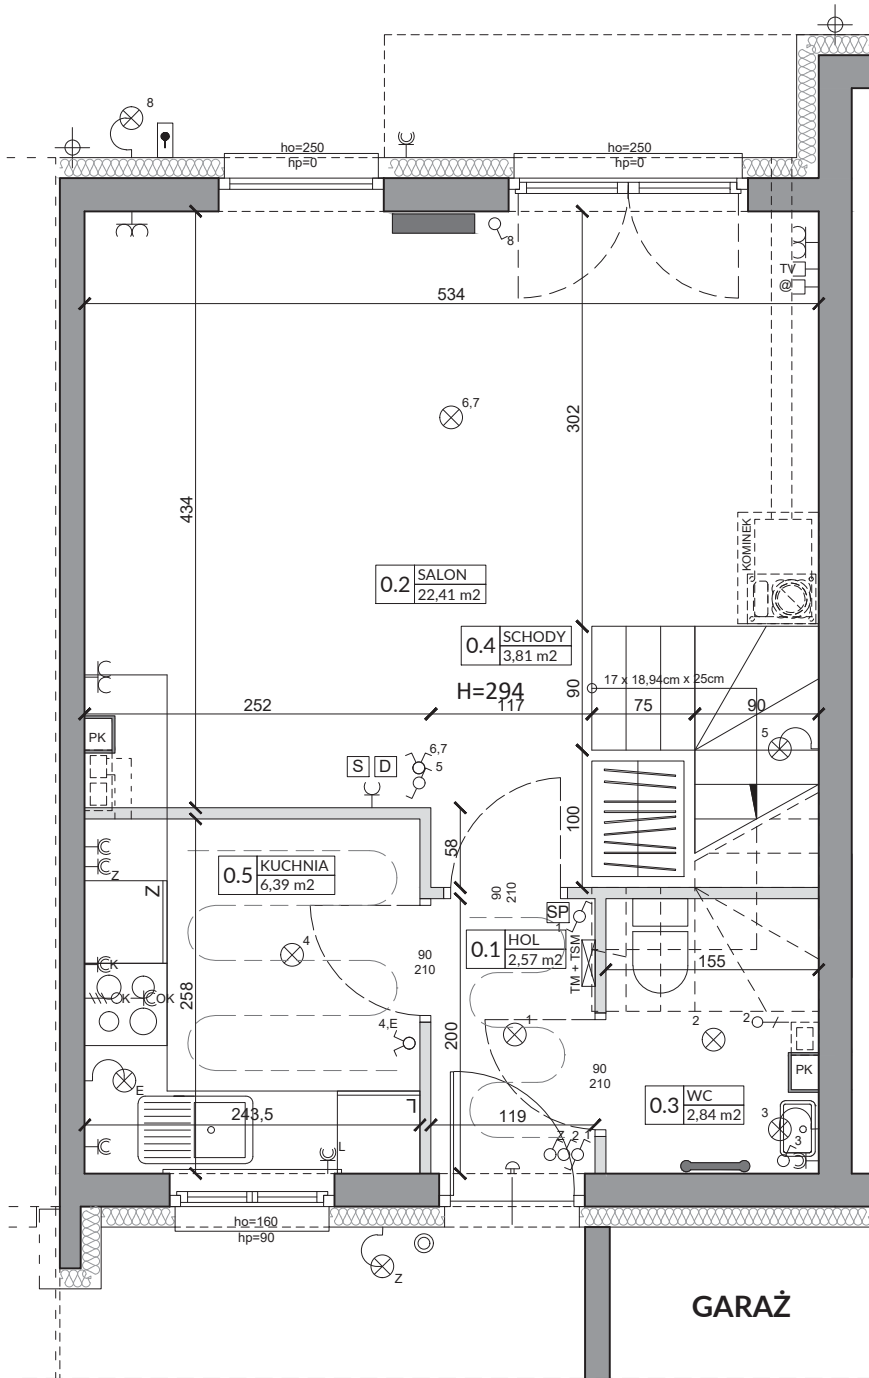 8
ho=250
hp=0
ho=250
hp=0
8
TV
@
534
6,7
302
434
KOMINEK
0.2 SALON
22,41 m2
0.4 SCHODY
3,81 m2
H=294
17 x 18,94cm x 25cm
90
252
117
75
90
PK
5
S D
6,7
5
100
58
0.5 KUCHNIA
6,39 m2
Z
Z
90
210
SP
1
4
0.1 HOL
2,57 m2
TM + TSM
90
210
155
K
OK
OK
258
4,E
200
1
2
2
90
210
PK
E
0.3 WC
2,84 m2
243,5
119
3
3
L
Z 2 1
ho=160
hp=90
Z
GARAŻ